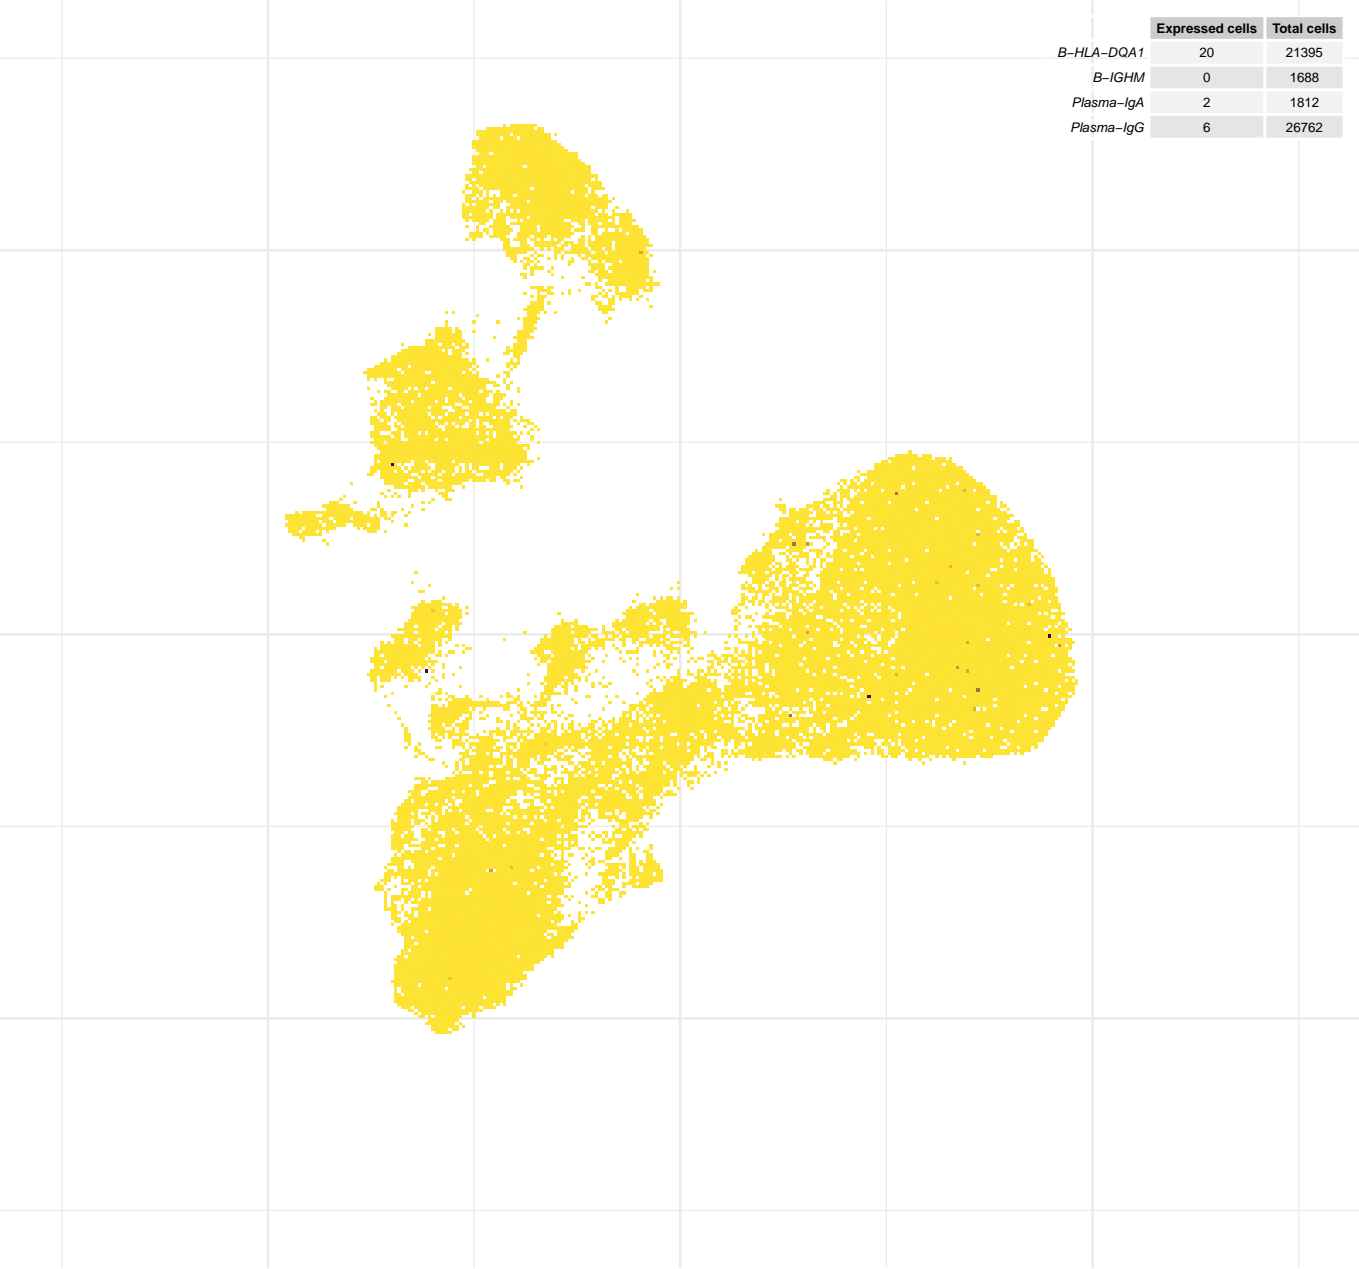 Expressed cells Total cells
B−HLA−DQA1 20 21395
B−IGHM 0 1688
Plasma−IgA 2 1812
Plasma−IgG 6 26762